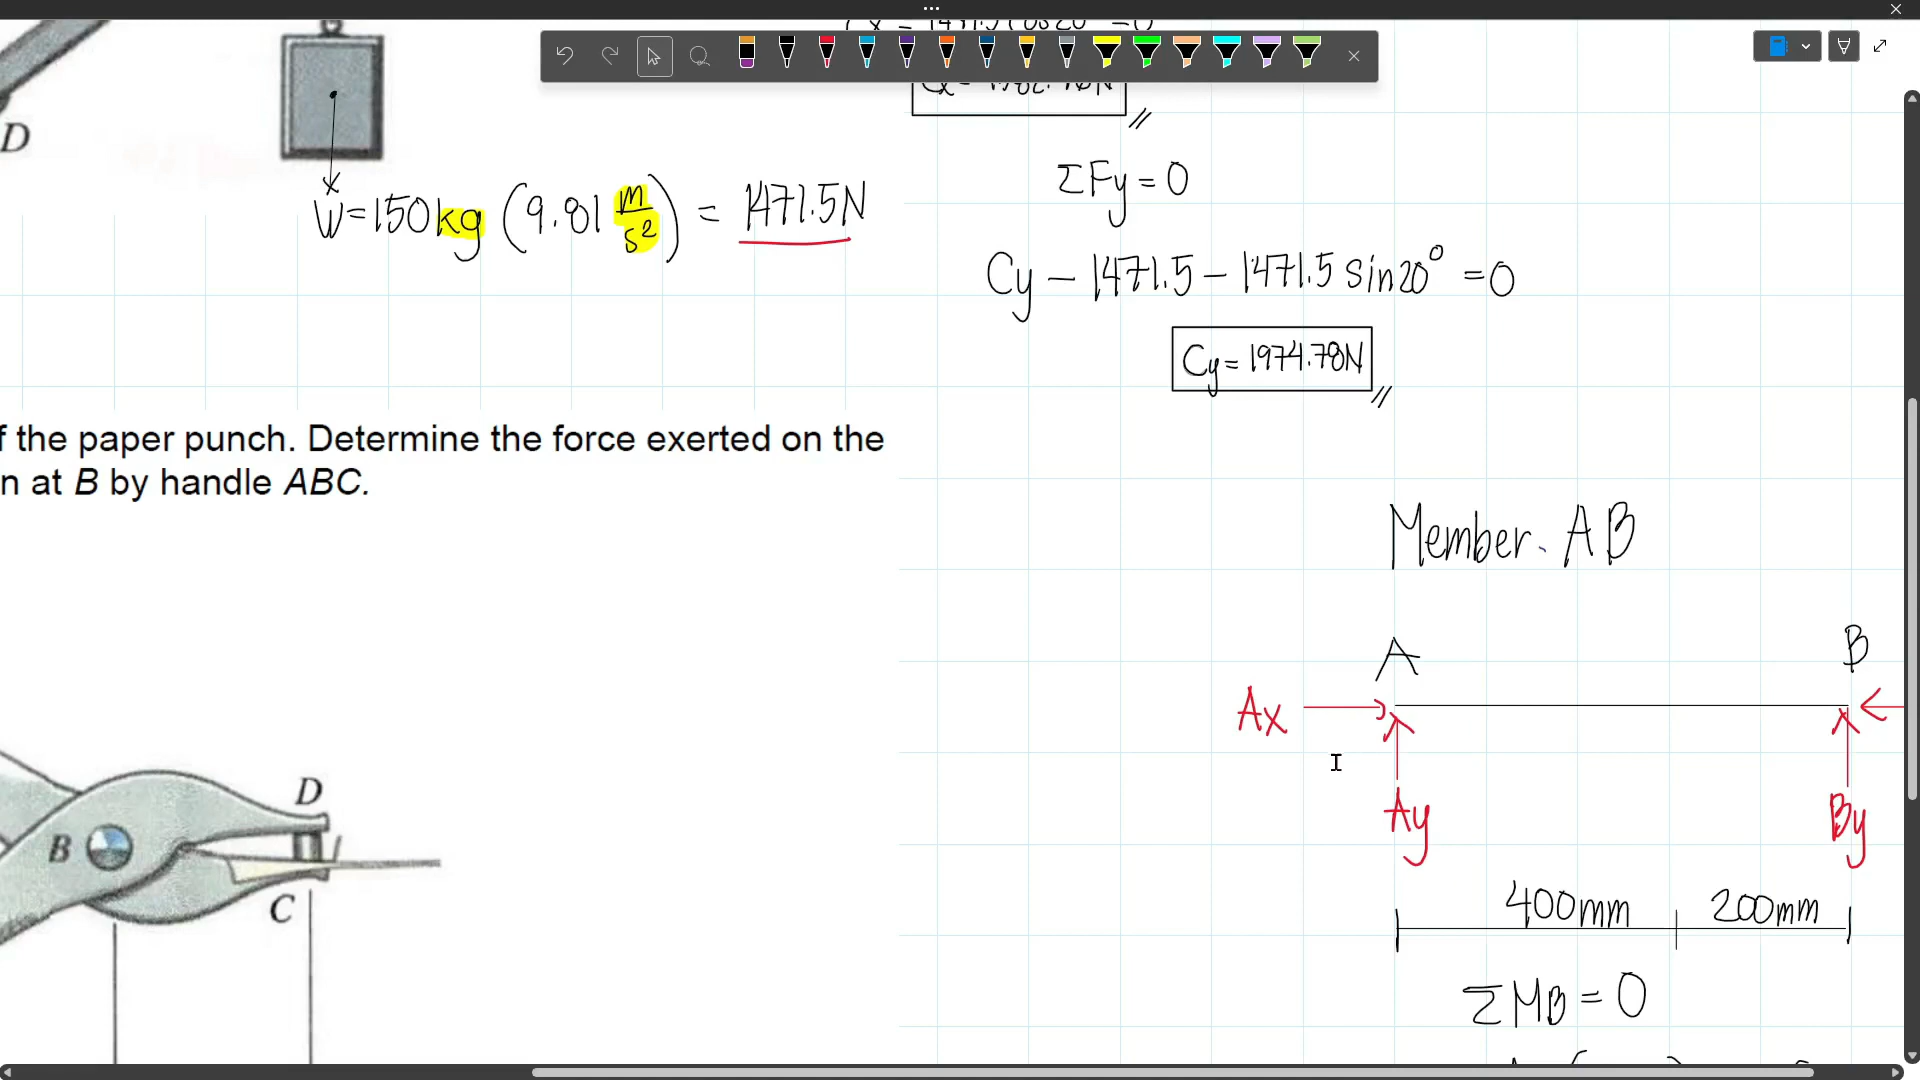 D
W=150kg (9.81 m/s²) = 1471.5N
ΣFy = 0
Cy - 1471.5 - 1471.5 sin20° = 0
Cy = 1974.78N
f the paper punch. Determine the force exerted on the
n at B by handle ABC.
Member. AB
A
B
Ax
Ay
By
D
B
C
400mm
200mm
ΣMB = 0